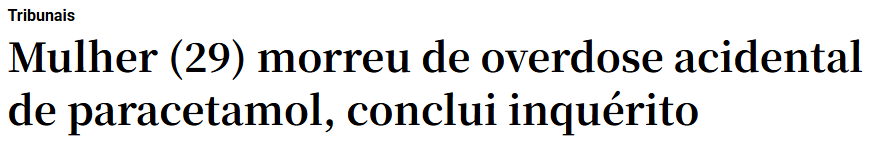 Tribunais
Mulher (29) morreu de overdose acidental
de paracetamol, conclui inquérito